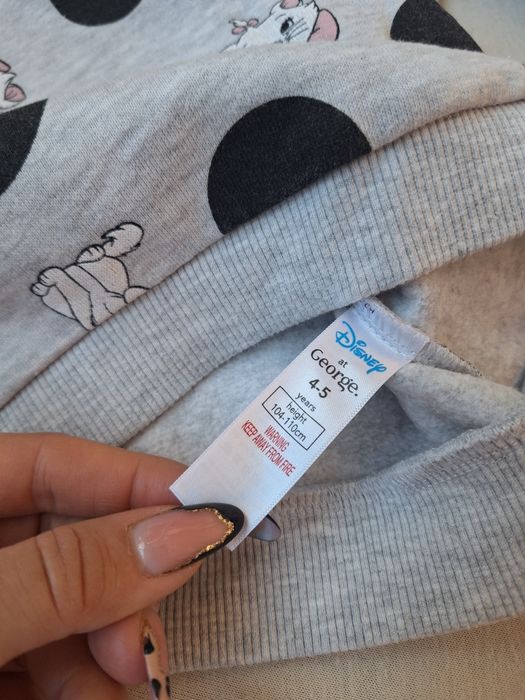 Disney
at
George.
4-5
years
height
104-110cm
WARNING
KEEP AWAY FROM FIRE